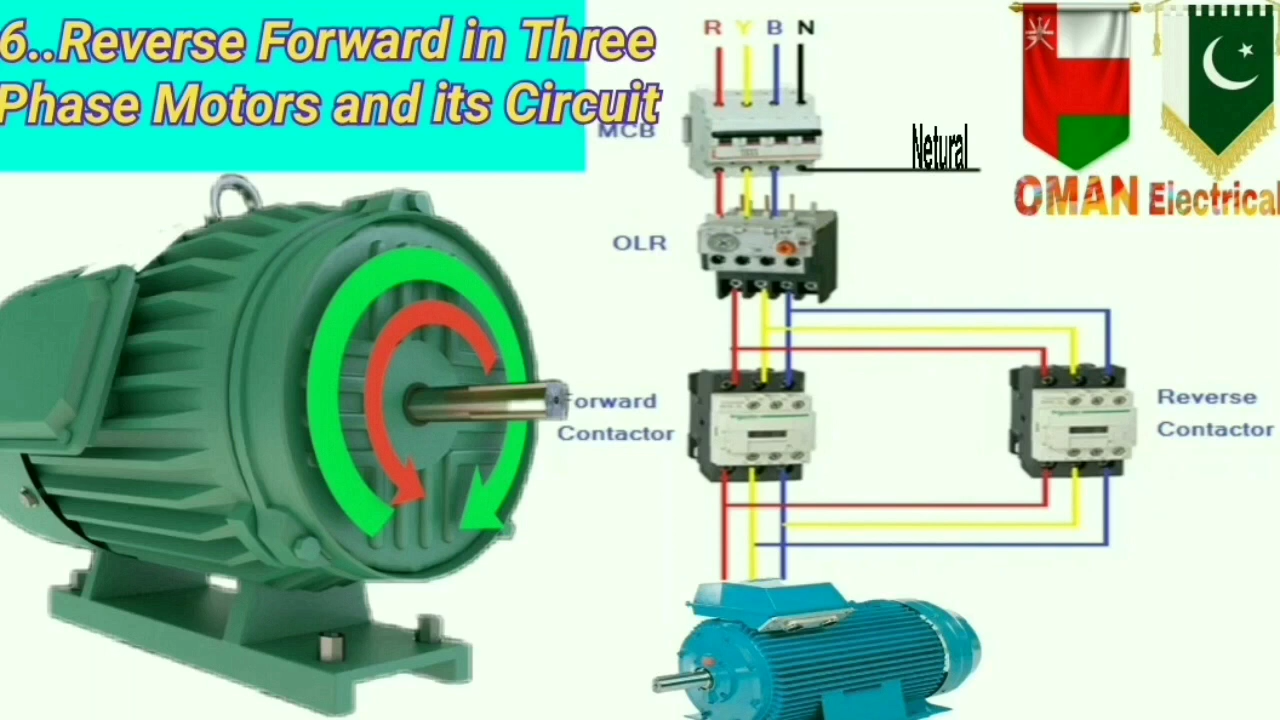 6..Reverse Forward in Three
Phase Motors and its Circuit
R Y B N
MCB
Netural
OMAN Electrical
OLR
Forward
Contactor
Reverse
Contactor